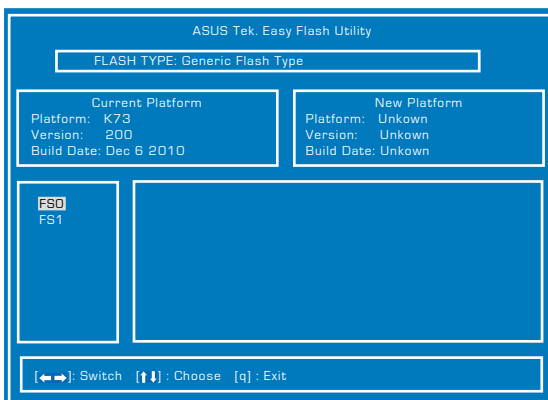 ASUS Tek. Easy Flash Utility
FLASH TYPE: Generic Flash Type
Current Platform
Platform: K73
Version: 200
Build Date: Dec 6 2010
New Platform
Platform: Unkown
Version: Unkown
Build Date: Unkown
FS0
FS1
[←→]: Switch [↑↓] : Choose [q] : Exit